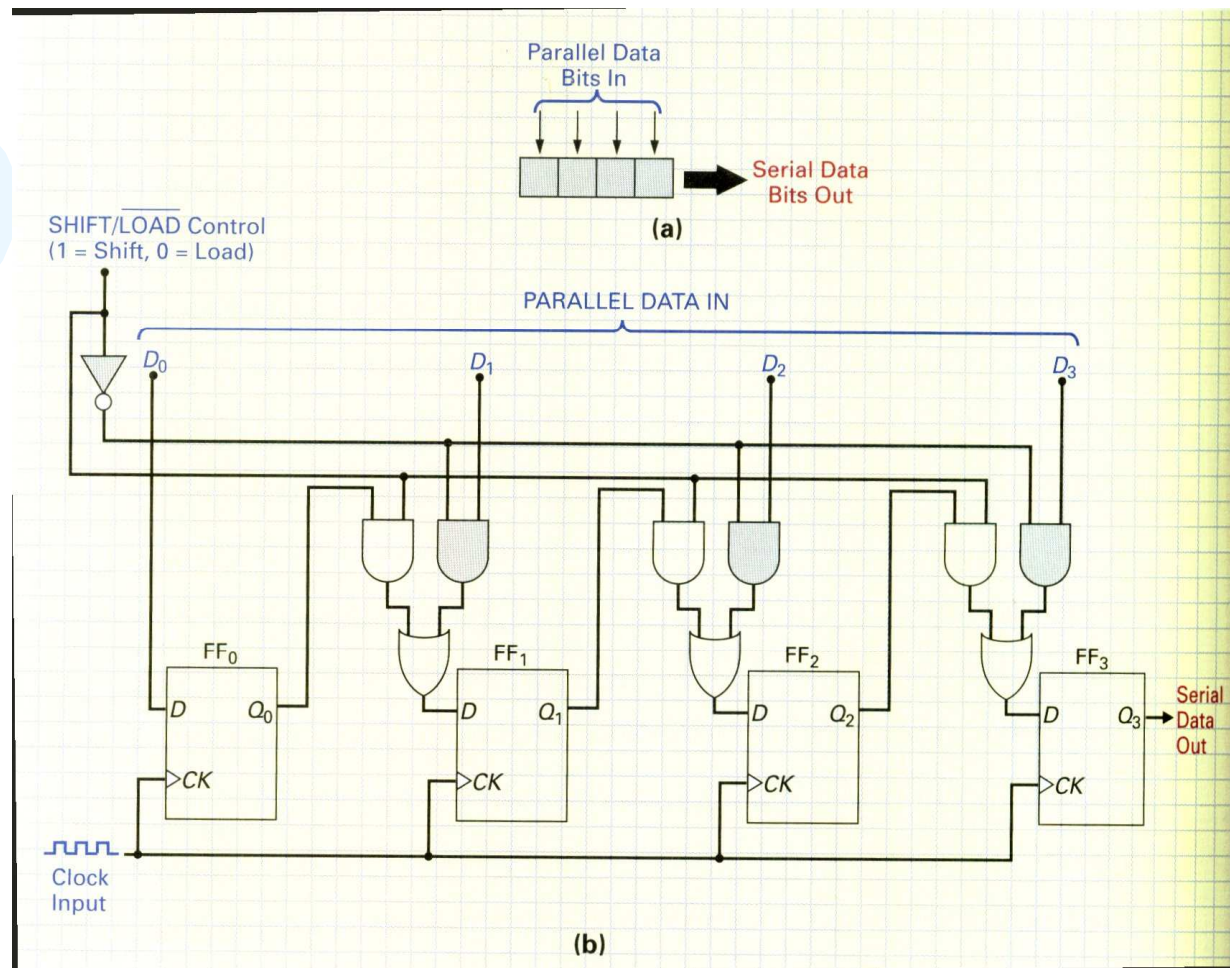 Parallel Data
Bits In
Serial Data
Bits Out
(a)
SHIFT/L̅O̅A̅D̅ Control
(1 = Shift, 0 = Load)
PARALLEL DATA IN
D₀
D₁
D₂
D₃
FF₀
FF₁
FF₂
FF₃
D
Q₀
D
Q₁
D
Q₂
D
Q₃
Serial
Data
Out
CK
CK
CK
CK
Clock
Input
(b)